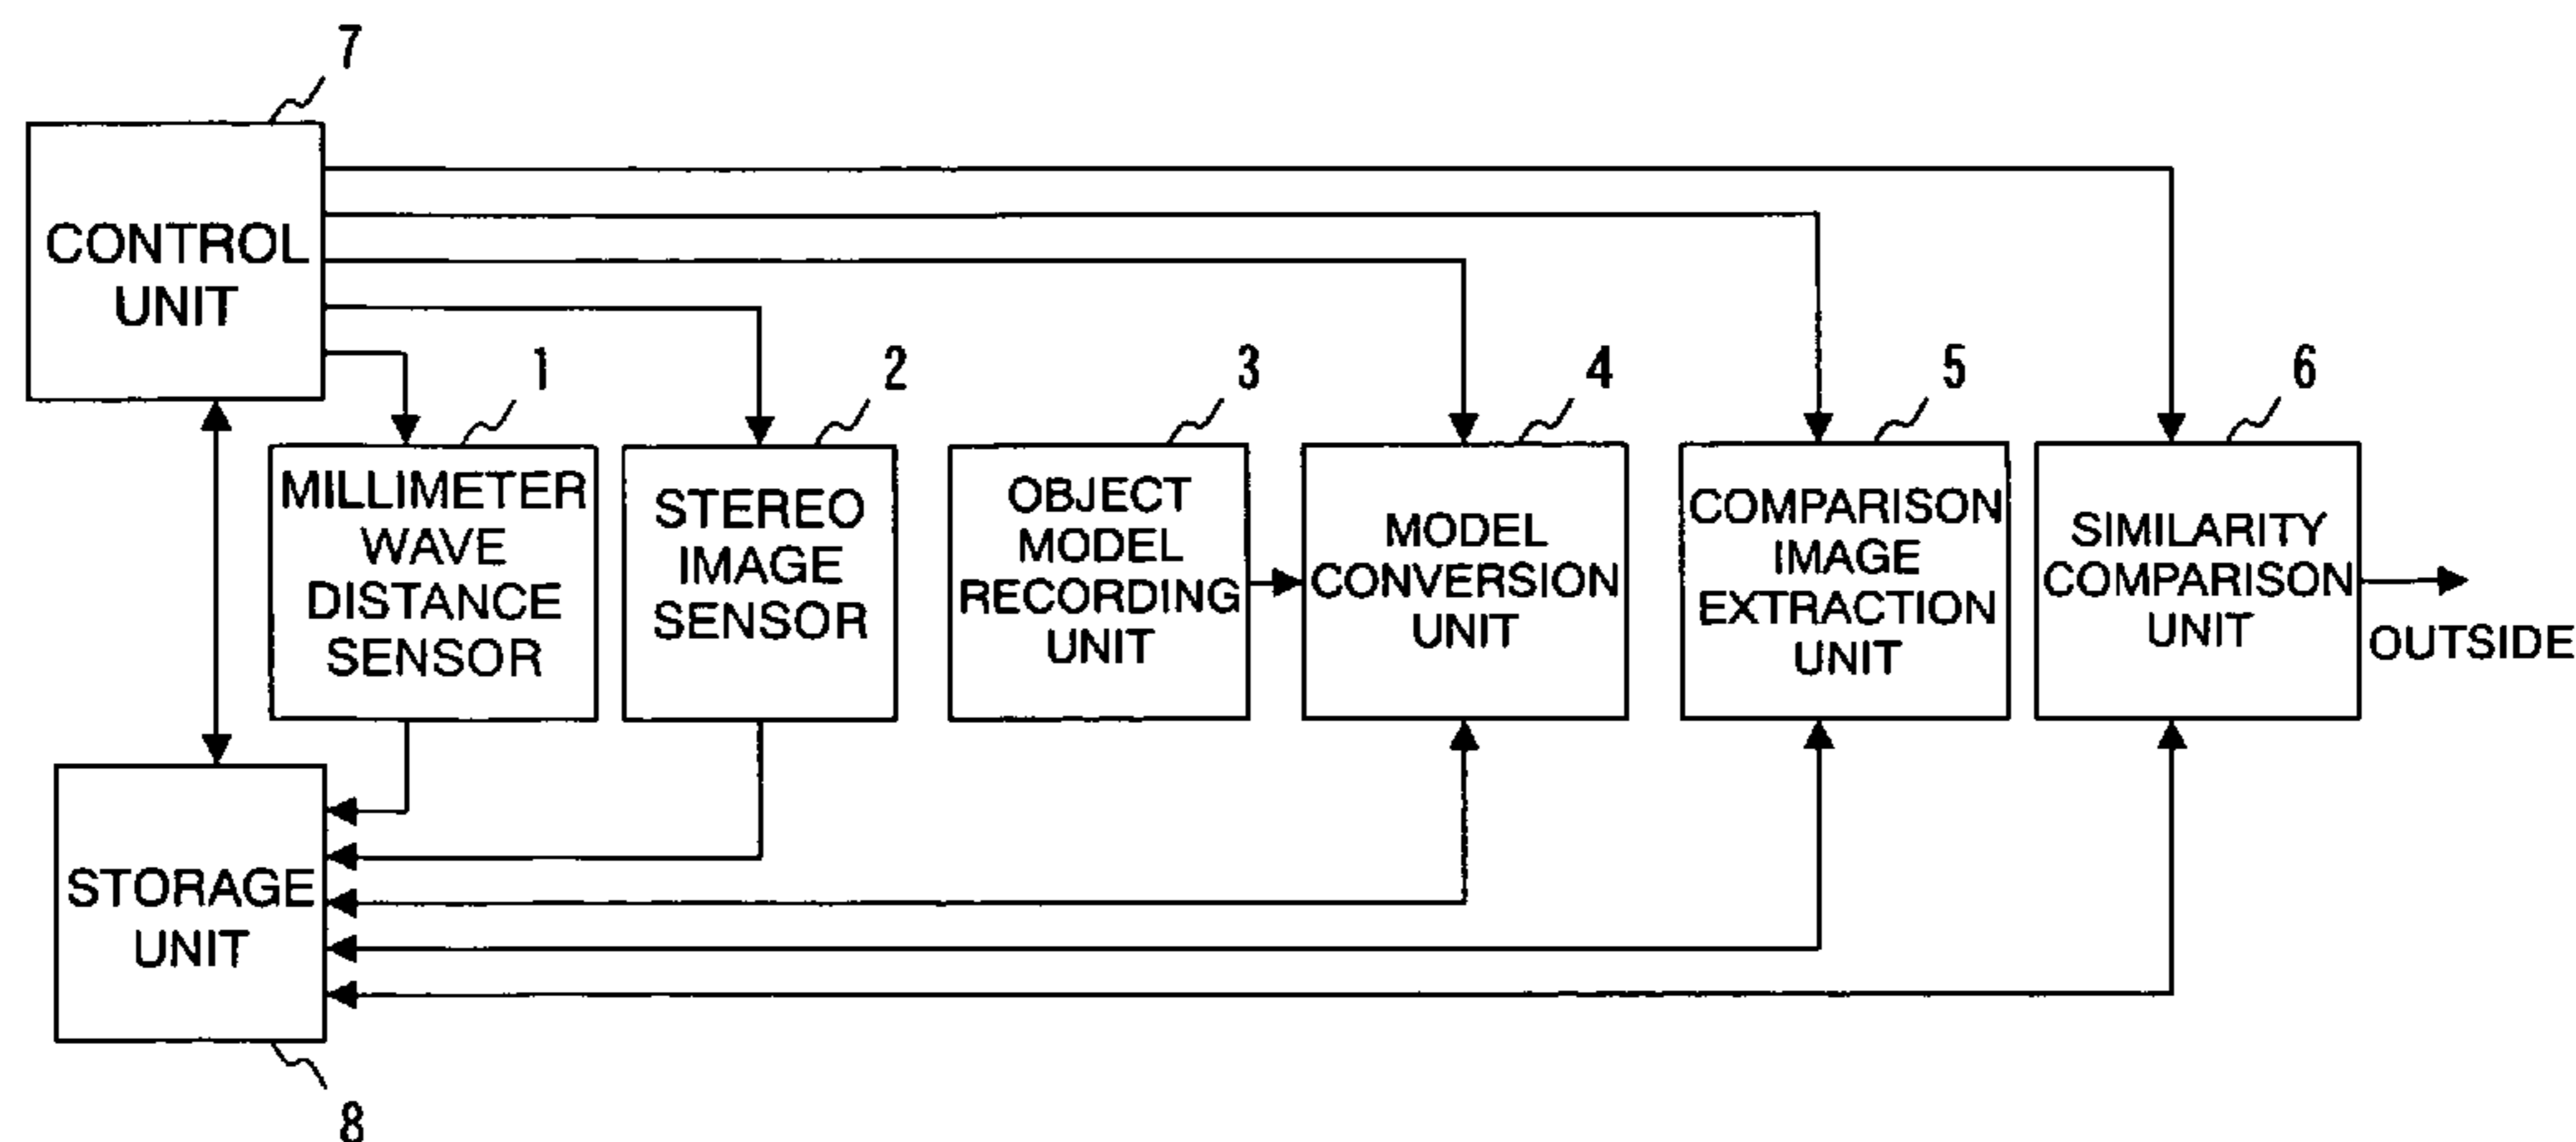 7
CONTROL
UNIT
1
2
3
4
5
6
MILLIMETER
WAVE
DISTANCE
SENSOR
STEREO
IMAGE
SENSOR
OBJECT
MODEL
RECORDING
UNIT
MODEL
CONVERSION
UNIT
COMPARISON
IMAGE
EXTRACTION
UNIT
SIMILARITY
COMPARISON
UNIT
OUTSIDE
STORAGE
UNIT
8